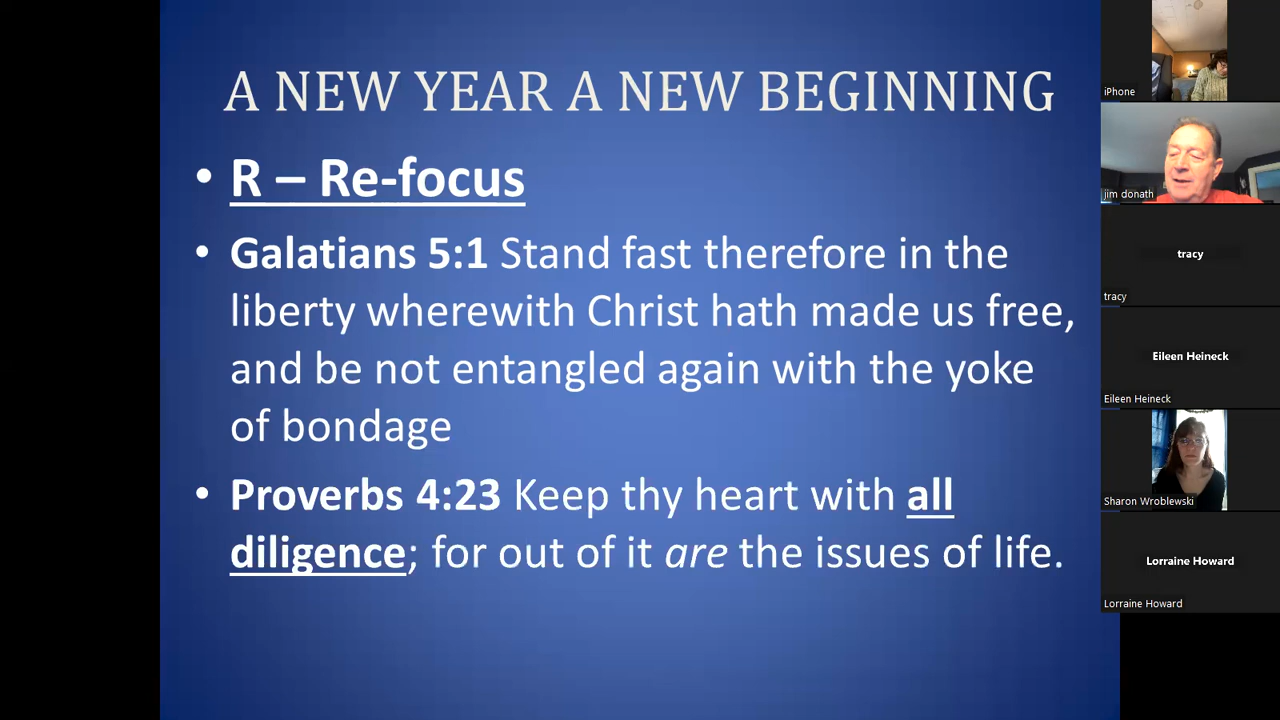 A NEW YEAR A NEW BEGINNING
• R – Re-focus
• Galatians 5:1 Stand fast therefore in the
liberty wherewith Christ hath made us free,
and be not entangled again with the yoke
of bondage
• Proverbs 4:23 Keep thy heart with all
diligence; for out of it are the issues of life.
iPhone
jim donath
tracy
tracy
Eileen Heineck
Eileen Heineck
Sharon Wroblewski
Lorraine Howard
Lorraine Howard